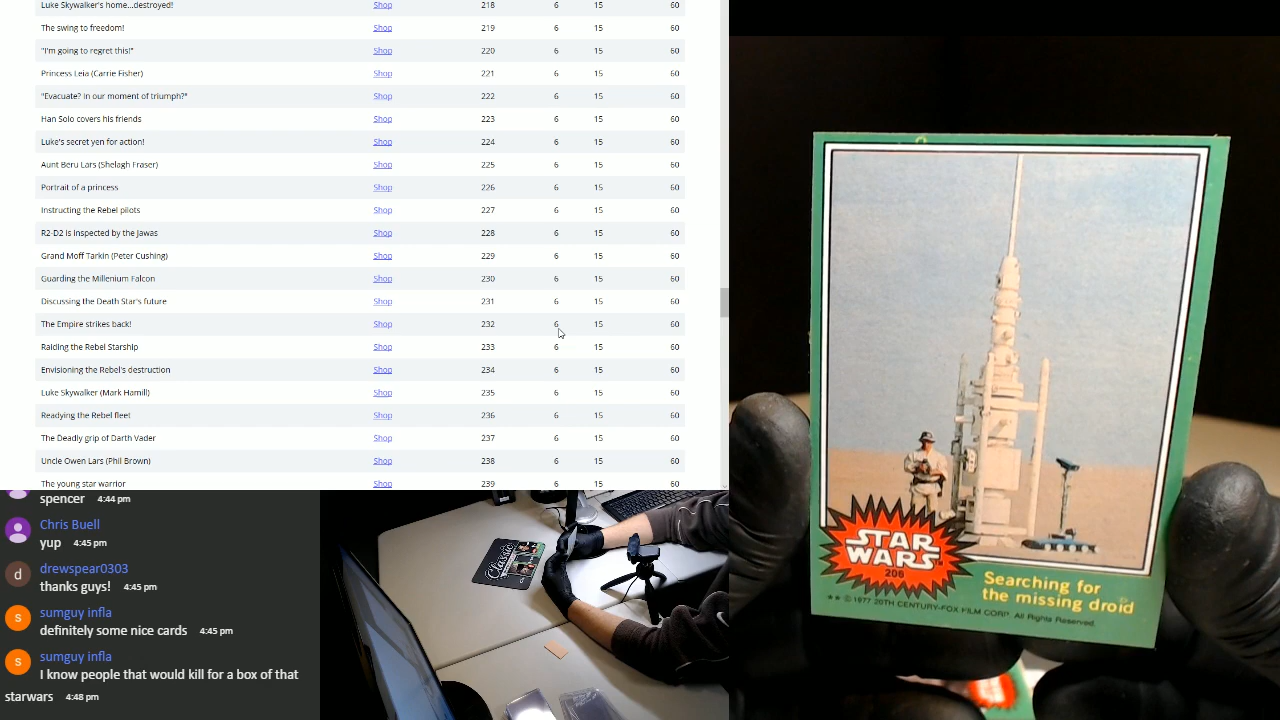 Luke Skywalker's home...destroyed! Shop 218 6 15 60
The swing to freedom! Shop 219 6 15 60
"I'm going to regret this!" Shop 220 6 15 60
Princess Leia (Carrie Fisher) Shop 221 6 15 60
"Evacuate? In our moment of triumph?" Shop 222 6 15 60
Han Solo covers his friends Shop 223 6 15 60
Luke's secret yen for action! Shop 224 6 15 60
Aunt Beru Lars (Shelagh Fraser) Shop 225 6 15 60
Portrait of a princess Shop 226 6 15 60
Instructing the Rebel pilots Shop 227 6 15 60
R2-D2 is inspected by the Jawas Shop 228 6 15 60
Grand Moff Tarkin (Peter Cushing) Shop 229 6 15 60
Guarding the Millenium Falcon Shop 230 6 15 60
Discussing the Death Star's future Shop 231 6 15 60
The Empire strikes back! Shop 232 6 15 60
Raiding the Rebel Starship Shop 233 6 15 60
Envisioning the Rebel's destruction Shop 234 6 15 60
Luke Skywalker (Mark Hamill) Shop 235 6 15 60
Readying the Rebel fleet Shop 236 6 15 60
The Deadly grip of Darth Vader Shop 237 6 15 60
Uncle Owen Lars (Phil Brown) Shop 238 6 15 60
The young star warrior Shop 239 6 15 60
spencer 4:44 pm
Chris Buell
yup 4:45 pm
d drewspear0303
thanks guys! 4:45 pm
s sumguy infla
definitely some nice cards 4:45 pm
s sumguy infla
I know people that would kill for a box of that
starwars 4:48 pm
Classic
STAR
WARS
Searching for
the missing droid
★★ © 1977 20TH CENTURY-FOX FILM CORP. All Rights Reserved.